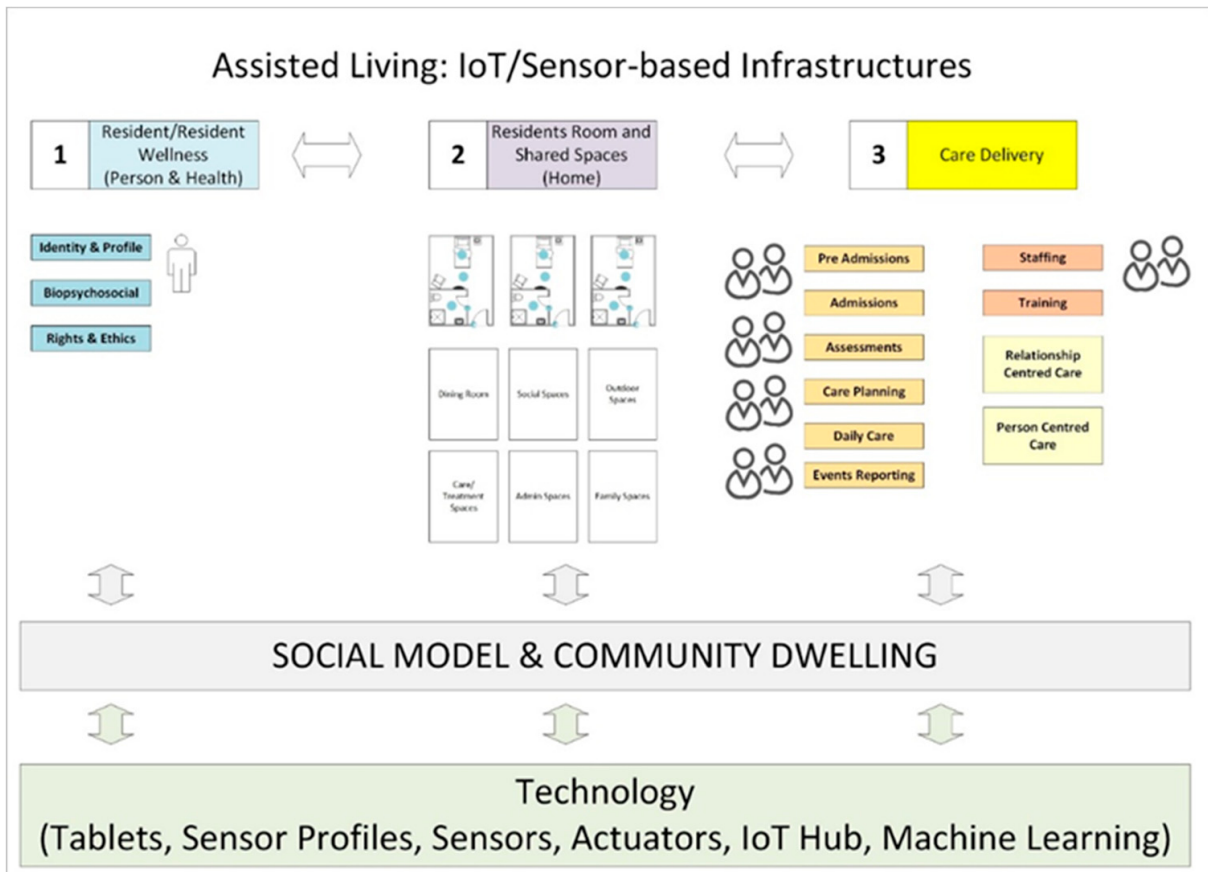 Assisted Living: IoT/Sensor-based Infrastructures
1
Resident/Resident
Wellness
(Person & Health)
2
Residents Room and
Shared Spaces
(Home)
3
Care Delivery
Identity & Profile
Biopsychosocial
Rights & Ethics
Dining Room
Social Spaces
Outdoor
Spaces
Care/
Treatment
Spaces
Admin Spaces
Family Spaces
Pre Admissions
Admissions
Assessments
Care Planning
Daily Care
Events Reporting
Staffing
Training
Relationship
Centred Care
Person Centred
Care
SOCIAL MODEL & COMMUNITY DWELLING
Technology
(Tablets, Sensor Profiles, Sensors, Actuators, IoT Hub, Machine Learning)